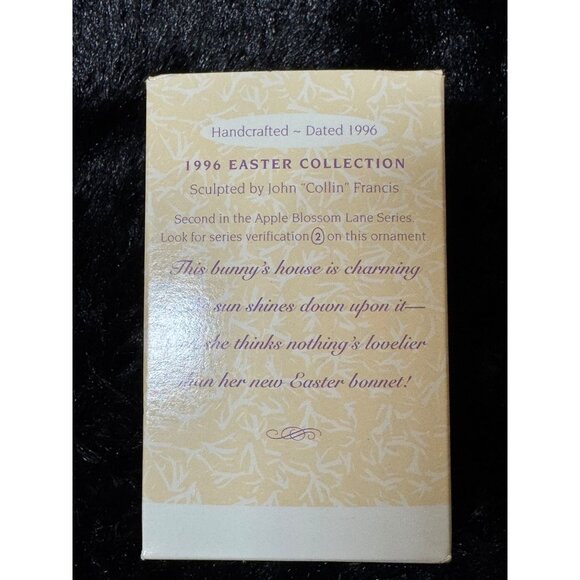 Handcrafted ~ Dated 1996
1996 EASTER COLLECTION
Sculpted by John "Collin" Francis
Second in the Apple Blossom Lane Series.
Look for series verification 2 on this ornament
This bunny's house is charming
sun shines down upon it—
she thinks nothing's lovelier
than her new Easter bonnet!